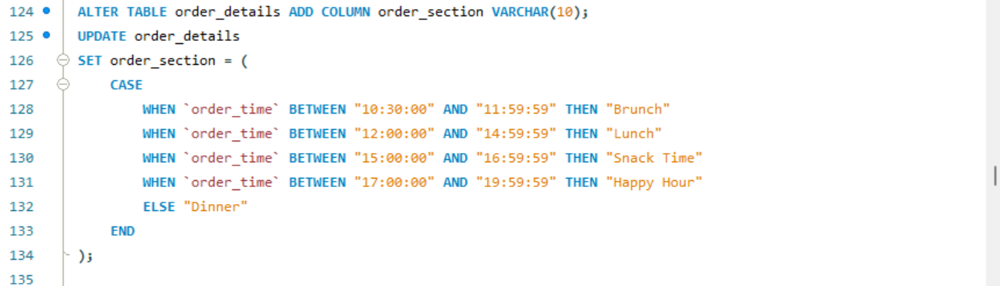 124 ALTER TABLE order_details ADD COLUMN order_section VARCHAR(10);
125 UPDATE order_details
126 SET order_section = (
127 CASE
128 WHEN `order_time` BETWEEN "10:30:00" AND "11:59:59" THEN "Brunch"
129 WHEN `order_time` BETWEEN "12:00:00" AND "14:59:59" THEN "Lunch"
130 WHEN `order_time` BETWEEN "15:00:00" AND "16:59:59" THEN "Snack Time"
131 WHEN `order_time` BETWEEN "17:00:00" AND "19:59:59" THEN "Happy Hour"
132 ELSE "Dinner"
133 END
134 );
135